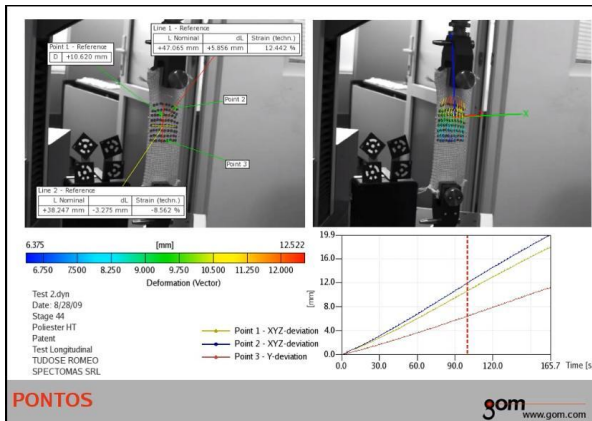 Line 1 - Reference
L Nominal dL Strain (techn.)
+47.065 mm +5.856 mm 12.442 %
Point 1 - Reference
D +10.620 mm
Point 2
Point 3
Line 2 - Reference
L Nominal dL Strain (techn.)
+38.247 mm -3.275 mm -8.562 %
X
6.375 [mm] 12.522
6.750 7.500 8.250 9.000 9.750 10.500 11.250 12.000
Deformation (Vector)
Test 2.dyn
Date: 8/28/09
Stage 44
Poliester HT
Patent
Test Longitudinal
TUDOSE ROMEO
SPECTOMAS SRL
Point 1 - XYZ-deviation
Point 2 - XYZ-deviation
Point 3 - Y-deviation
19.9
16.0
12.0
8.0
4.0
0.0
[mm]
0.0 30.0 60.0 90.0 120.0 165.7 Time [s
PONTOS
gom
www.gom.com